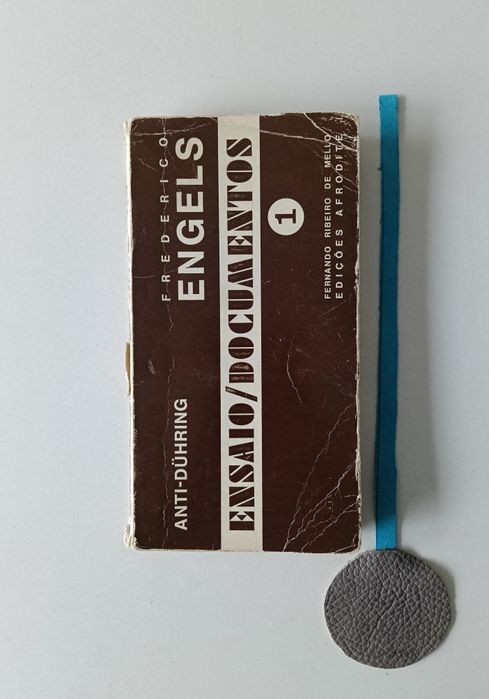 FREDERICO
ENGELS
ANTI-DÜHRING
ENSAIO/DOCUMENTOS
1
FERNANDO RIBEIRO DE MELLO
EDIÇÕES AFRODITE